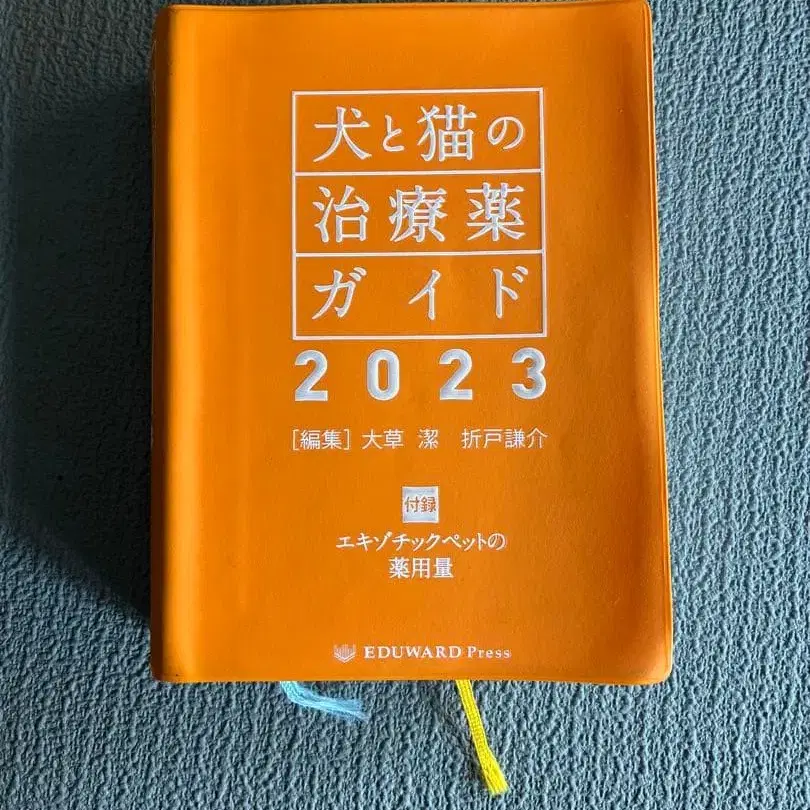 犬と猫の
治療薬
ガイド
2023
[編集] 大草 潔 折戸謙介
付録
エキゾチックペットの
薬用量
EDUWARD Press